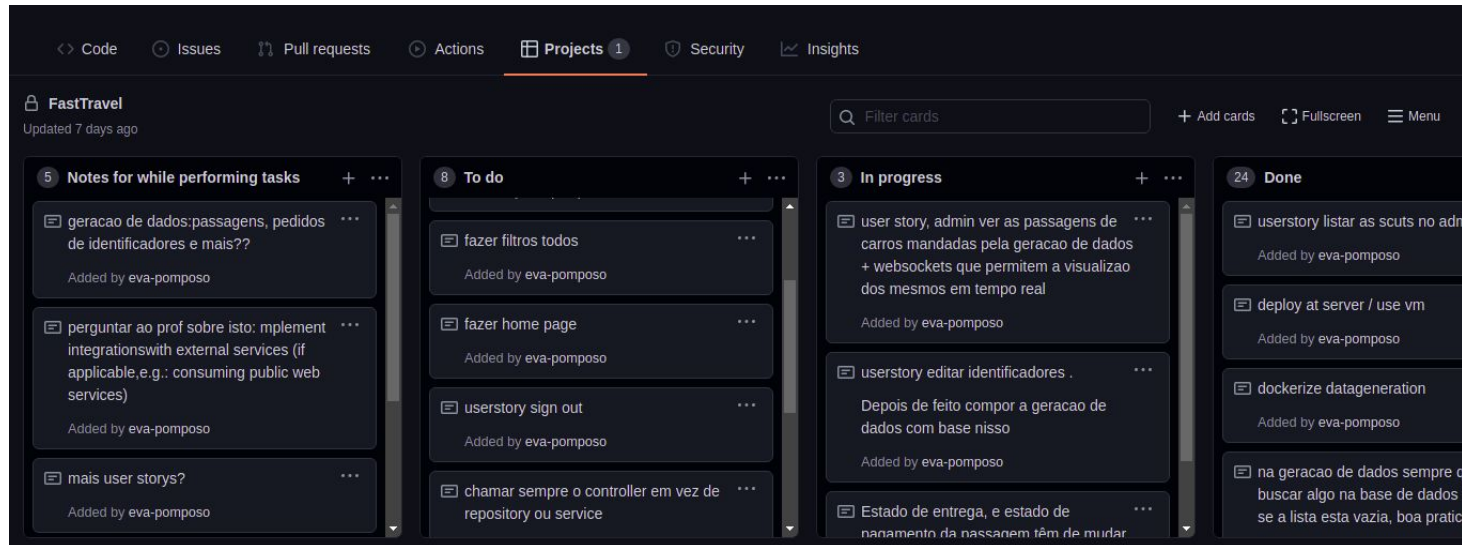 Code Issues Pull requests Actions Projects 1 Security Insights
FastTravel
Updated 7 days ago
Filter cards
Add cards Fullscreen Menu
5 Notes for while performing tasks
geracao de dados:passagens, pedidos
de identificadores e mais??
Added by eva-pomposo
perguntar ao prof sobre isto: mplement
integrationswith external services (if
applicable,e.g.: consuming public web
services)
Added by eva-pomposo
mais user storys?
Added by eva-pomposo
8 To do
fazer filtros todos
Added by eva-pomposo
fazer home page
Added by eva-pomposo
userstory sign out
Added by eva-pomposo
chamar sempre o controller em vez de
repository ou service
3 In progress
user story, admin ver as passagens de
carros mandadas pela geracao de dados
+ websockets que permitem a visualizao
dos mesmos em tempo real
Added by eva-pomposo
userstory editar identificadores .
Depois de feito compor a geracao de
dados com base nisso
Added by eva-pomposo
Estado de entrega, e estado de
pagamento da passagem têm de mudar
24 Done
userstory listar as scuts no adm
Added by eva-pomposo
deploy at server / use vm
Added by eva-pomposo
dockerize datageneration
Added by eva-pomposo
na geracao de dados sempre
buscar algo na base de dados
se a lista esta vazia, boa pratic